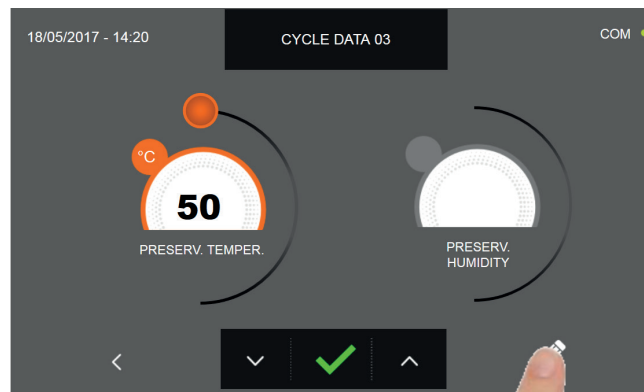 18/05/2017 - 14:20
CYCLE DATA 03
COM
°C
50
PRESERV. TEMPER.
PRESERV.
HUMIDITY